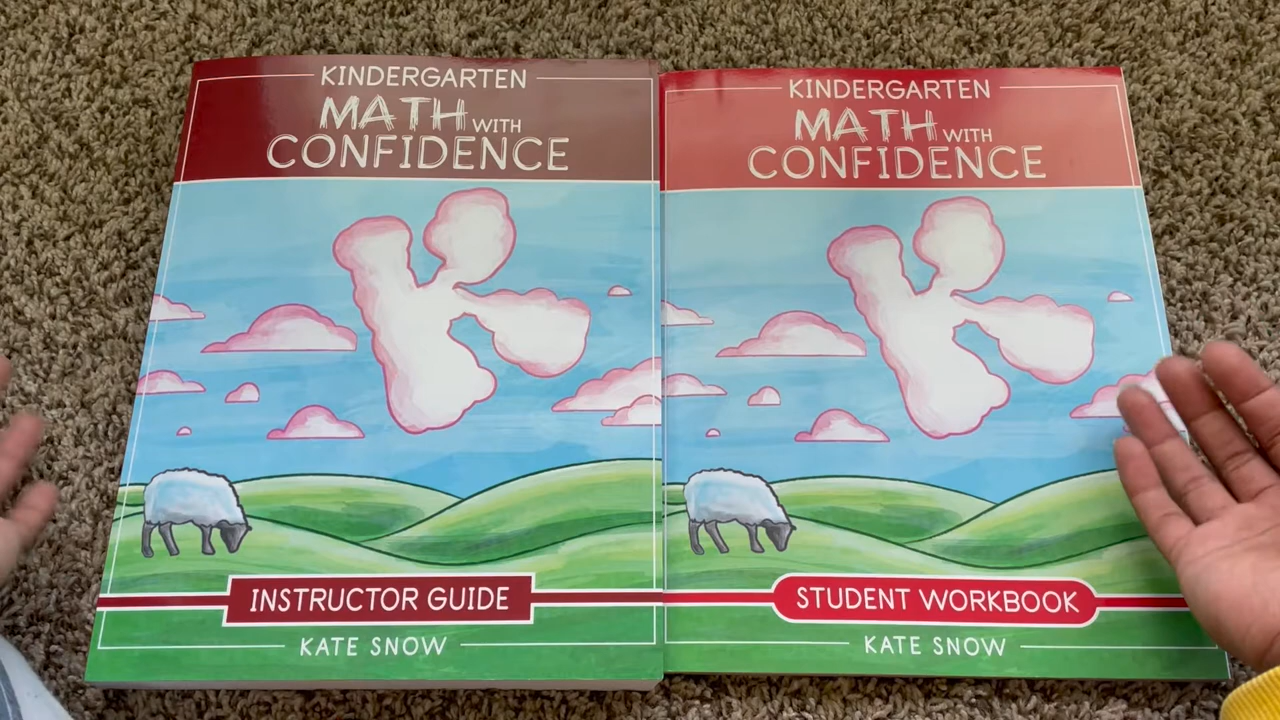 KINDERGARTEN
MATH WITH
CONFIDENCE
INSTRUCTOR GUIDE
KATE SNOW
KINDERGARTEN
MATH WITH
CONFIDENCE
STUDENT WORKBOOK
KATE SNOW